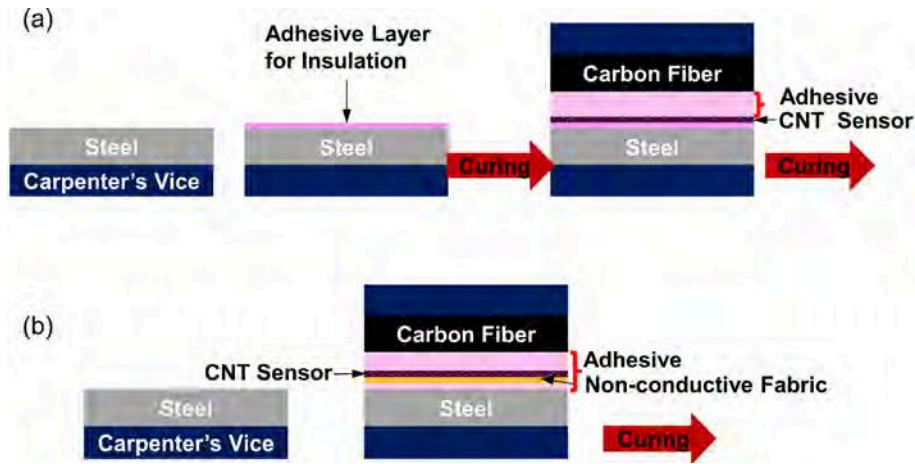 (a)
Adhesive Layer
for Insulation
Steel
Carpenter's Vice
Steel
Curing
Carbon Fiber
Adhesive
CNT Sensor
Steel
Curing
(b)
Steel
Carpenter's Vice
Carbon Fiber
CNT Sensor
Adhesive
Non-conductive Fabric
Steel
Curing